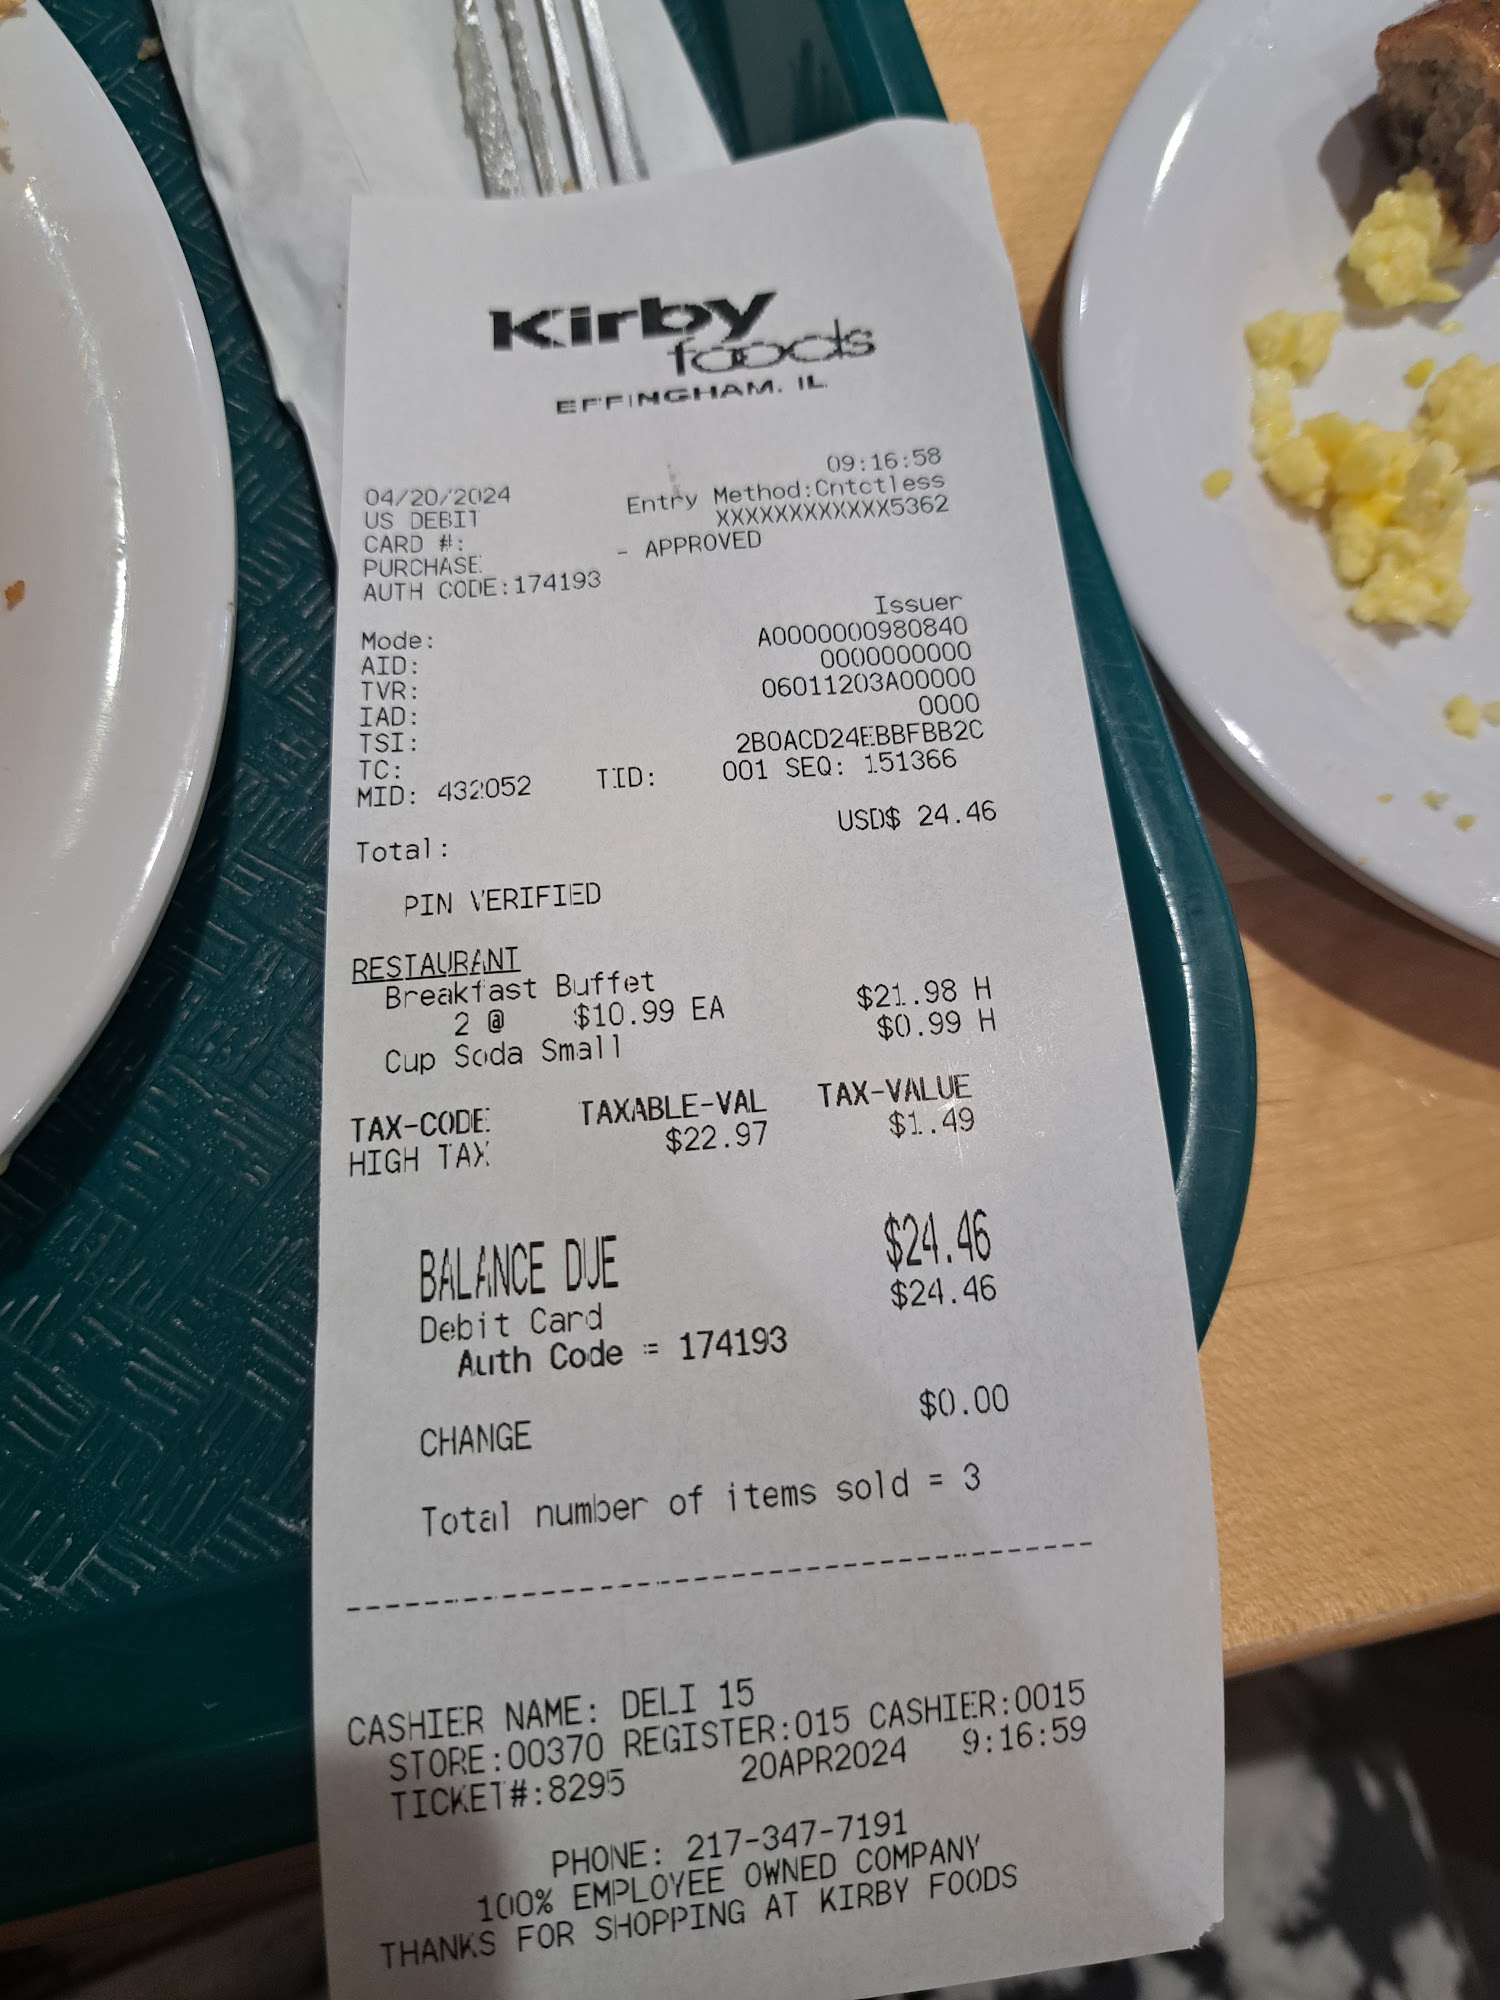 Kirby
foods
EFFINGHAM, IL
04/20/2024 09:16:58
US DEBIT Entry Method:Cntctless
CARD #: XXXXXXXXXXXX5362
PURCHASE - APPROVED
AUTH CODE:174193
Mode: Issuer
AID: A0000000980840
TVR: 0000000000
IAD: 06011203A00000
TSI: 0000
TC: 2B0ACD24EBBFBB2C
MID: 432052 TID: 001 SEQ: 151366
Total: USD$ 24.46
PIN VERIFIED
RESTAURANT
Breakfast Buffet
2 @ $10.99 EA $21.98 H
Cup Soda Small $0.99 H
TAX-CODE TAXABLE-VAL TAX-VALUE
HIGH TAX $22.97 $1.49
BALANCE DUE $24.46
Debit Card $24.46
Auth Code = 174193
CHANGE $0.00
Total number of items sold = 3
CASHIER NAME: DELI 15
STORE:00370 REGISTER:015 CASHIER:0015
TICKET#:8295 20APR2024 9:16:59
PHONE: 217-347-7191
100% EMPLOYEE OWNED COMPANY
THANKS FOR SHOPPING AT KIRBY FOODS